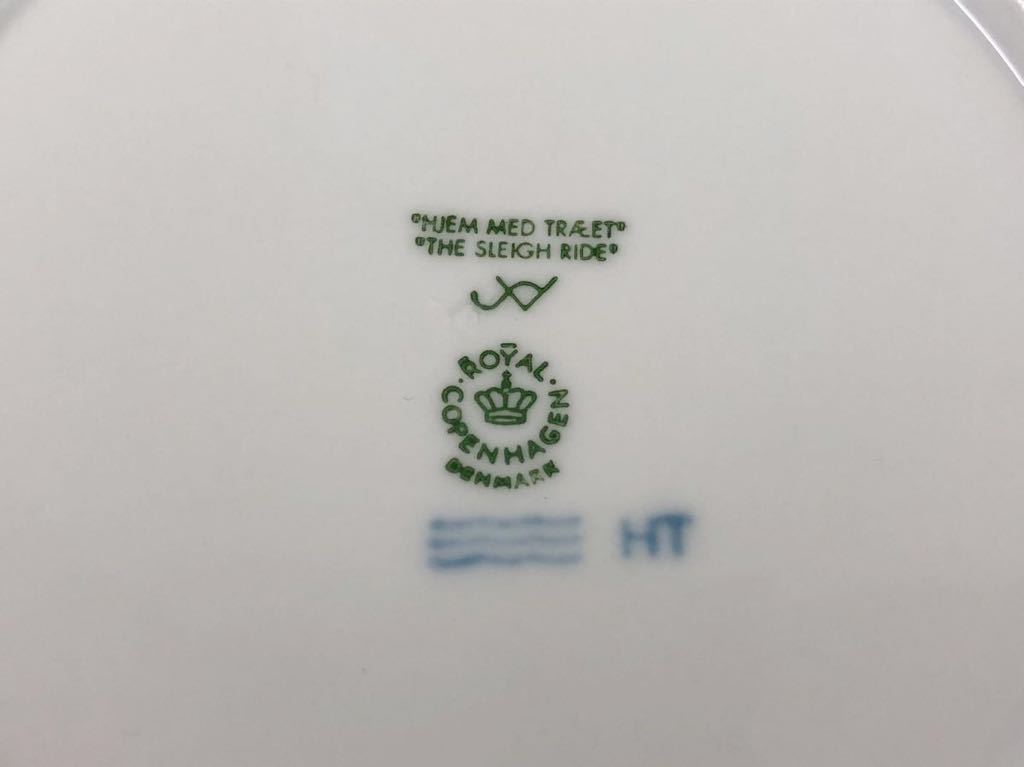 "HJEM MED TRÆET"
"THE SLEIGH RIDE"
ROYAL
COPENHAGEN
DENMARK
HT